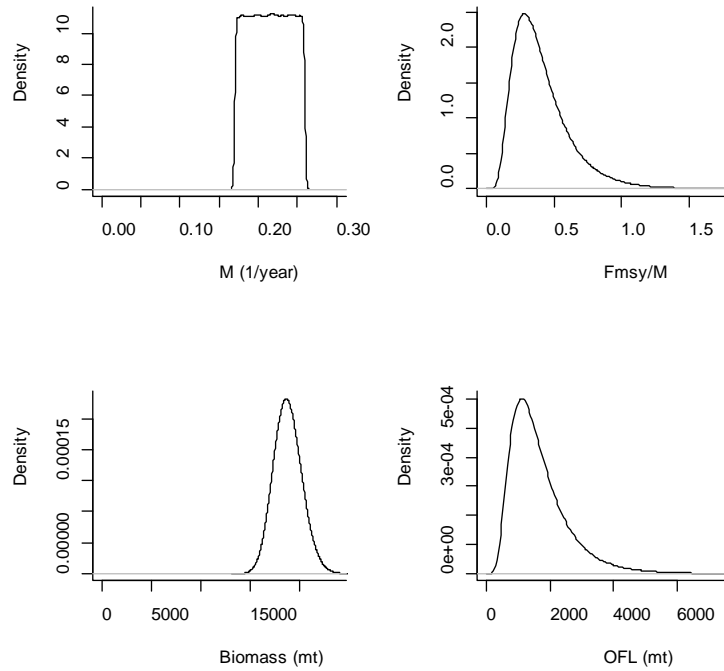 Density
10
8
6
4
2
0
0.00
0.10
0.20
0.30
M (1/year)
Density
2.0
1.0
0.0
0.0
0.5
1.0
1.5
Fmsy/M
Density
0.00015
0.00000
0
5000
15000
Biomass (mt)
Density
5e-04
3e-04
0e+00
0
2000
4000
6000
OFL (mt)